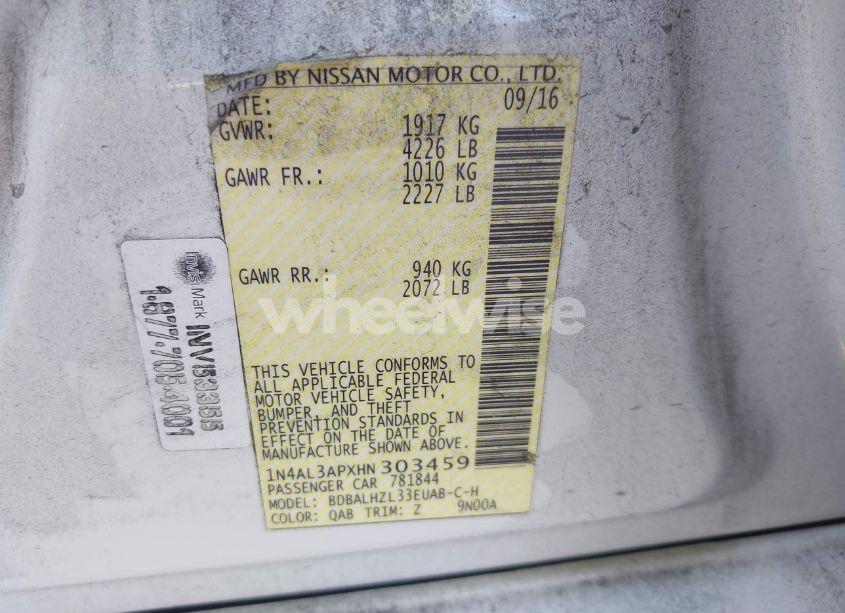 MFD BY NISSAN MOTOR CO., LTD.
DATE: 09/16
GVWR: 1917 KG
4226 LB
GAWR FR.: 1010 KG
2227 LB
GAWR RR.: 940 KG
2072 LB
THIS VEHICLE CONFORMS TO
ALL APPLICABLE FEDERAL
MOTOR VEHICLE SAFETY,
BUMPER, AND THEFT
PREVENTION STANDARDS IN
EFFECT ON THE DATE OF
MANUFACTURE SHOWN ABOVE.
1N4AL3APXHN303459
PASSENGER CAR 781844
MODEL: BDBALHZL33EUAB-C-H
COLOR: QAB TRIM: Z 9N00A
InvisMark INV53355
1-877-705-4001
wheelwise